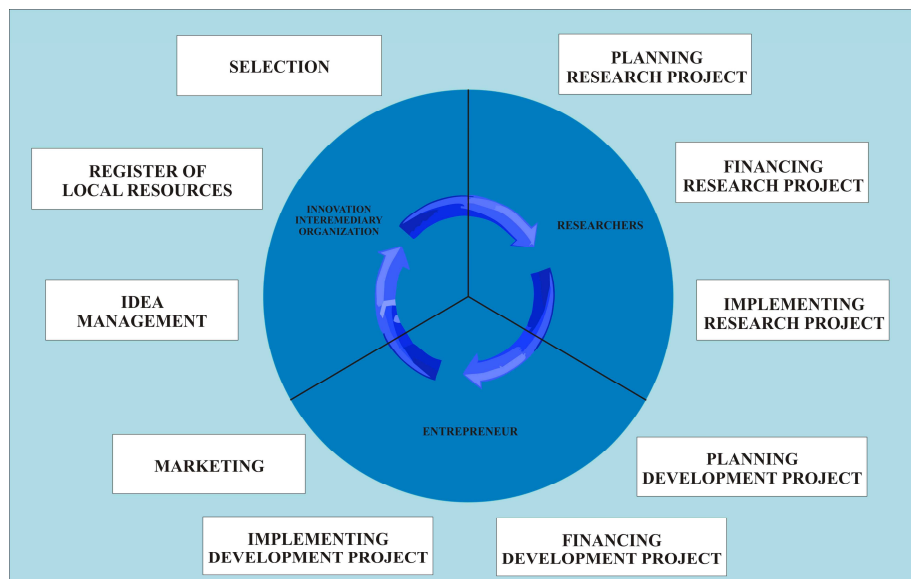 SELECTION
PLANNING
RESEARCH PROJECT
REGISTER OF
LOCAL RESOURCES
FINANCING
RESEARCH PROJECT
INNOVATION
INTEREMEDIARY
ORGANIZATION
RESEARCHERS
IDEA
MANAGEMENT
IMPLEMENTING
RESEARCH PROJECT
ENTREPRENEUR
MARKETING
PLANNING
DEVELOPMENT PROJECT
IMPLEMENTING
DEVELOPMENT PROJECT
FINANCING
DEVELOPMENT PROJECT